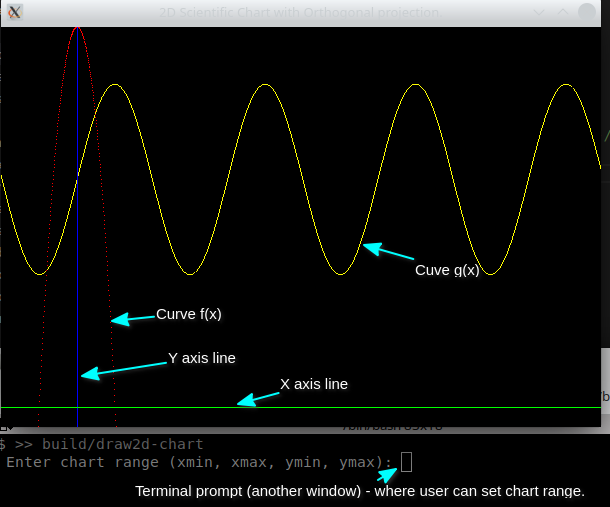 2D Scientific Chart with Orthogonal projection
Cuve g(x)
Curve f(x)
Y axis line
X axis line
$ >> build/draw2d-chart
Enter chart range (xmin, xmax, ymin, ymax):
Terminal prompt (another window) - where user can set chart range.